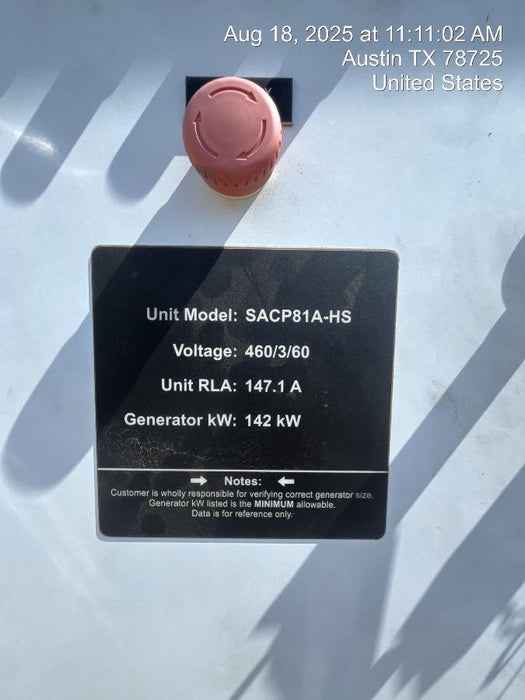 Aug 18, 2025 at 11:11:02 AM
Austin TX 78725
United States
Unit Model: SACP81A-HS
Voltage: 460/3/60
Unit RLA: 147.1 A
Generator kW: 142 kW
Notes:
Customer is wholly responsible for verifying correct generator size.
Generator kW listed is the MINIMUM allowable.
Data is for reference only.